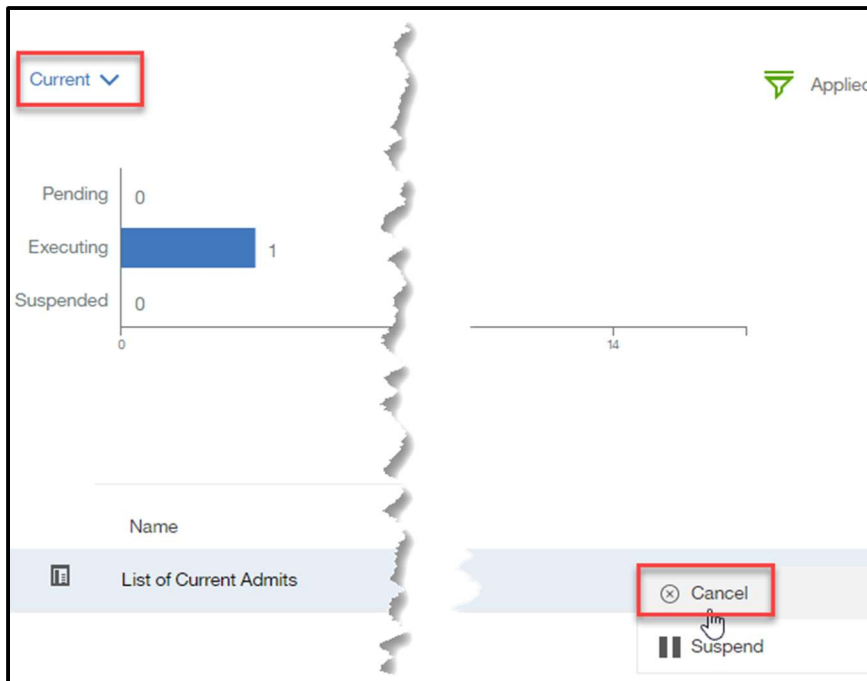 Current
Applied
Pending 0
Executing 1
Suspended 0
0 14
Name
List of Current Admits
Cancel
Suspend